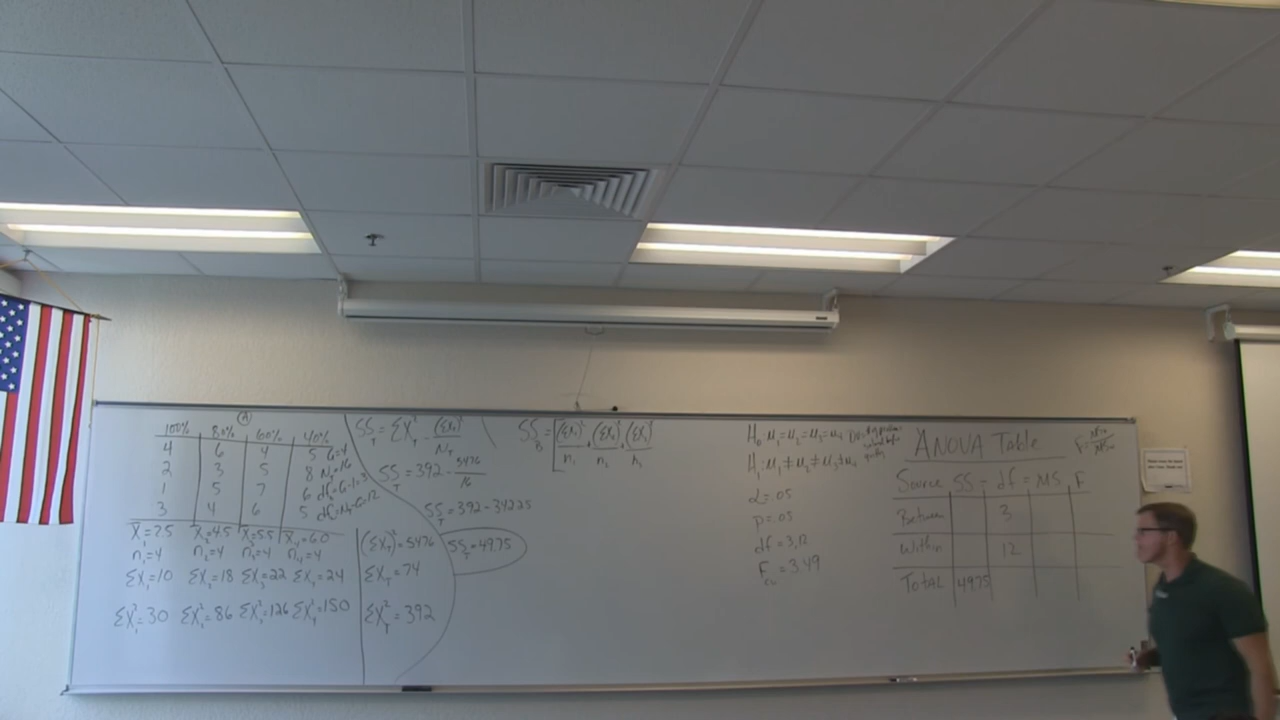 Ⓐ
100% 80% 60% 40%
4 6 4 5 G=4
2 3 5 8 N_T=16
1 5 7 6 df_B=G-1=3
3 4 6 5 df_w=N_T-G=12
X̄₁=2.5 X̄₂=4.5 X̄₃=5.5 X̄₄=6.0
n₁=4 n₂=4 n₃=4 n₄=4
ΣX₁=10 ΣX₂=18 ΣX₃=22 ΣX₄=24
ΣX₁²=30 ΣX₂²=86 ΣX₃²=126 ΣX₄²=150
SS_T=ΣX_T² - (ΣX_T)²/N_T
SS_T=392 - 5476/16
SS_T=392-342.25
SS_T=49.75
(ΣX_T)²=5476
ΣX_T=74
ΣX_T²=392
SS_B=[(ΣX₁)²/n₁+(ΣX₂)²/n₂+(ΣX₃)²/n₃
H₀:μ₁=μ₂=μ₃=μ₄
H₁:μ₁≠μ₂≠μ₃≠μ₄
α=.05
p=.05
df=3,12
F_cv=3.49
ANOVA Table
Source SS ÷ df = MS F
Between 3
Within 12
Total 49.75